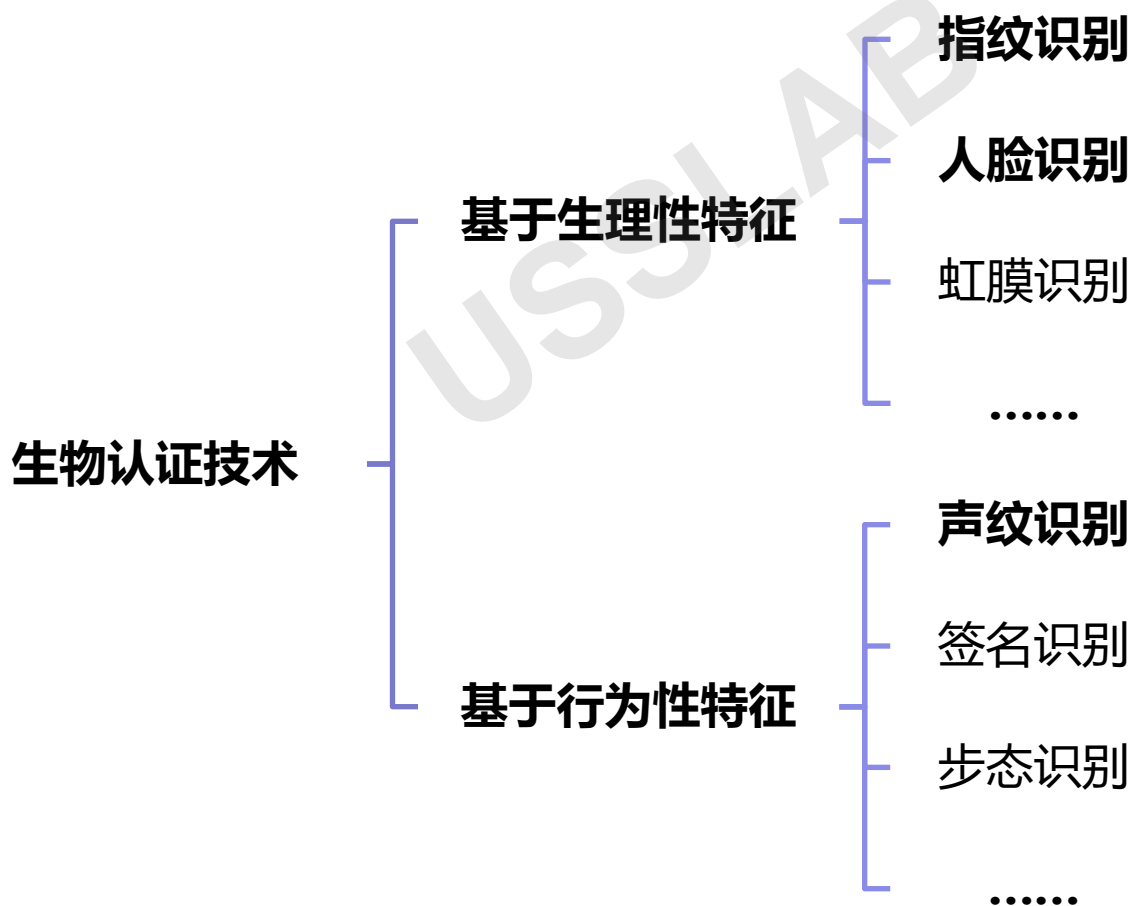 生物认证技术
基于生理性特征
指纹识别
人脸识别
虹膜识别
……
基于行为性特征
声纹识别
签名识别
步态识别
……
USSLAB